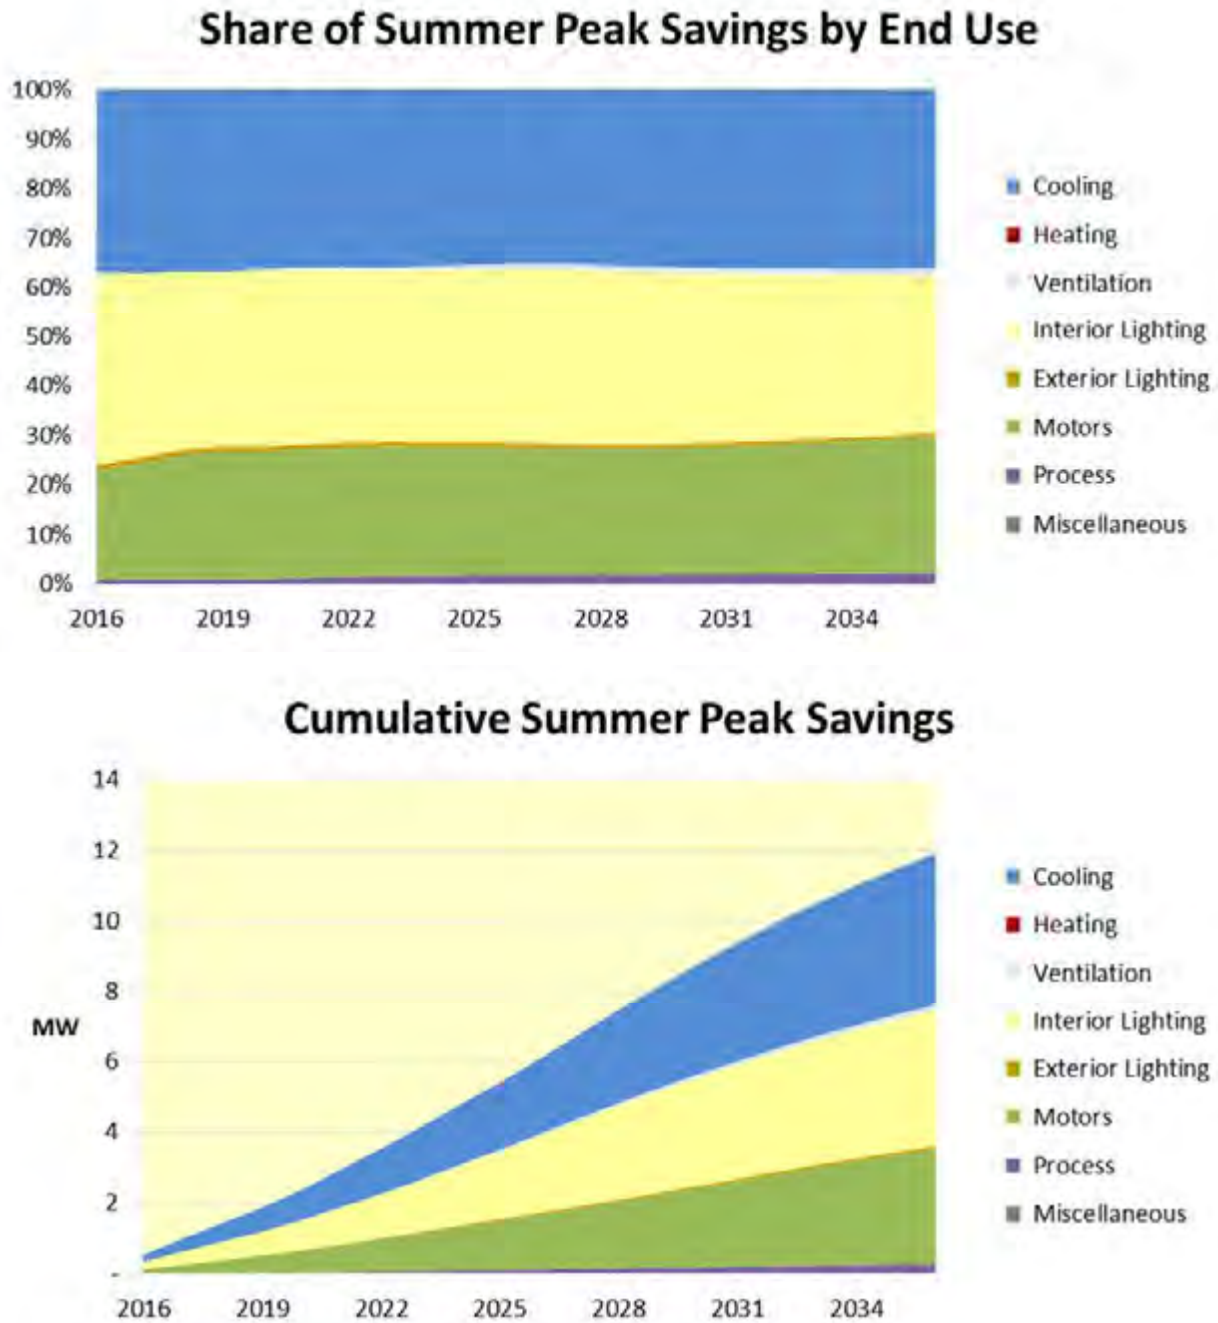 Share of Summer Peak Savings by End Use
100%
90%
80%
70%
60%
50%
40%
30%
20%
10%
0%
2016 2019 2022 2025 2028 2031 2034
Cooling
Heating
Ventilation
Interior Lighting
Exterior Lighting
Motors
Process
Miscellaneous
Cumulative Summer Peak Savings
14
12
10
8
MW
6
4
2
-
2016 2019 2022 2025 2028 2031 2034
Cooling
Heating
Ventilation
Interior Lighting
Exterior Lighting
Motors
Process
Miscellaneous